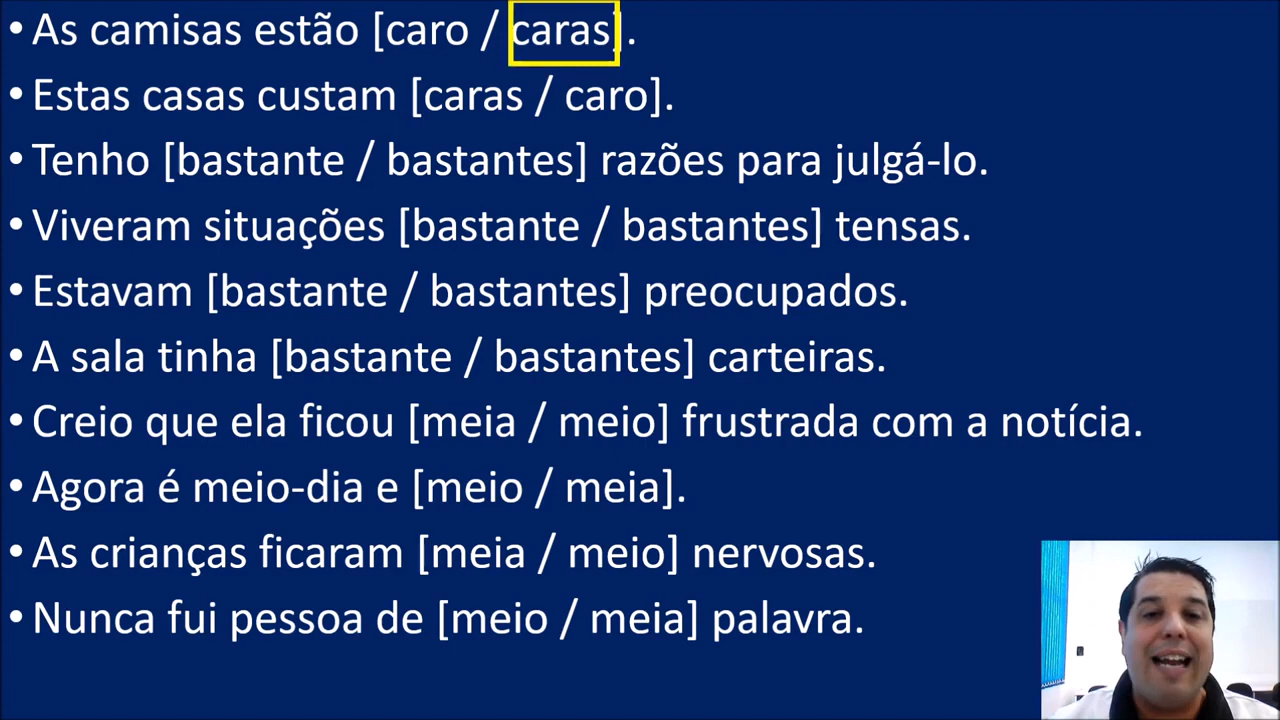 • As camisas estão [caro / caras].
• Estas casas custam [caras / caro].
• Tenho [bastante / bastantes] razões para julgá-lo.
• Viveram situações [bastante / bastantes] tensas.
• Estavam [bastante / bastantes] preocupados.
• A sala tinha [bastante / bastantes] carteiras.
• Creio que ela ficou [meia / meio] frustrada com a notícia.
• Agora é meio-dia e [meio / meia].
• As crianças ficaram [meia / meio] nervosas.
• Nunca fui pessoa de [meio / meia] palavra.